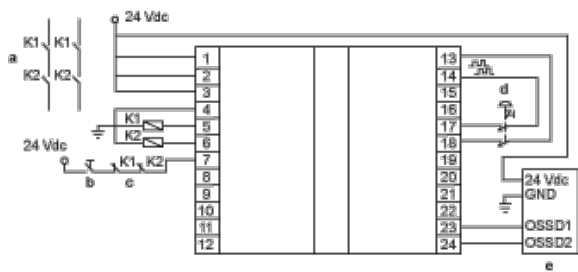 24 Vdc
K1 K1
a
K2 K2
K1
K2
24 Vdc
K1 K2
b c
1
2
3
4
5
6
7
8
9
10
11
12
13
14
15
16
17
18
19
20
21
22
23
24
d
24 Vdc
GND
OSSD1
OSSD2
e